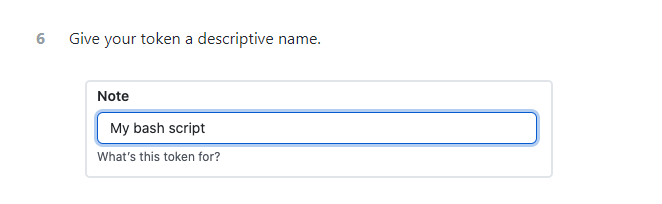 6 Give your token a descriptive name.
Note
My bash script
What's this token for?